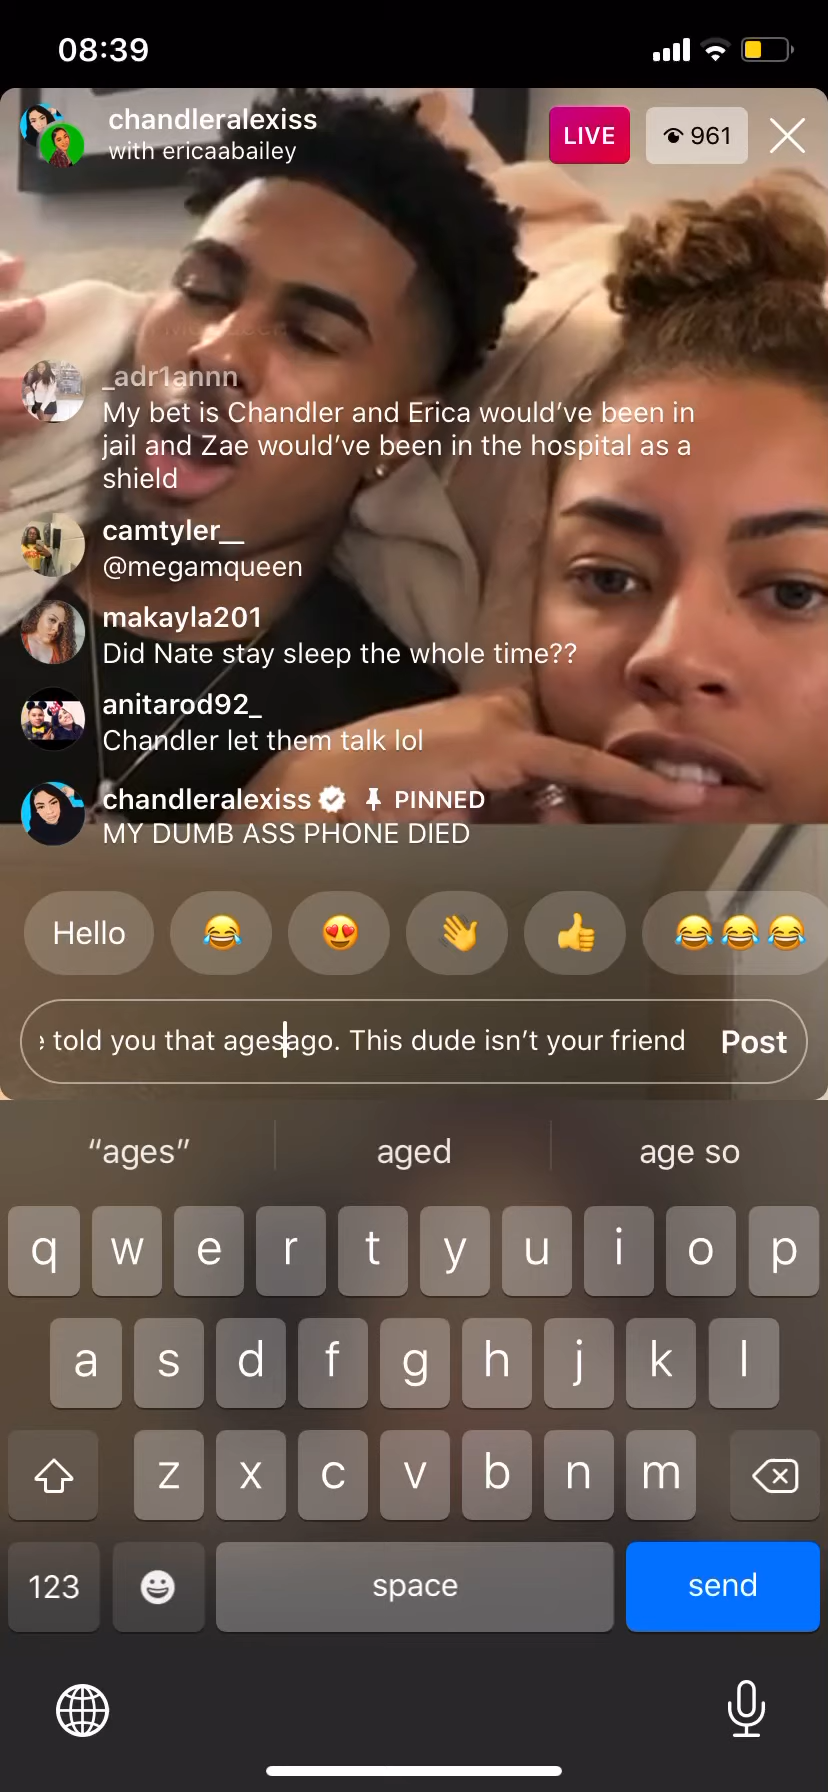 08:39
chandleralexiss
with ericaabailey
LIVE
961
_adr1annn
My bet is Chandler and Erica would’ve been in
jail and Zae would’ve been in the hospital as a
shield
camtyler__
@megamqueen
makayla201
Did Nate stay sleep the whole time??
anitarod92_
Chandler let them talk lol
chandleralexiss PINNED
MY DUMB ASS PHONE DIED
Hello
told you that agesago. This dude isn’t your friend
Post
“ages” aged age so
q w e r t y u i o p
a s d f g h j k l
z x c v b n m
123 space send